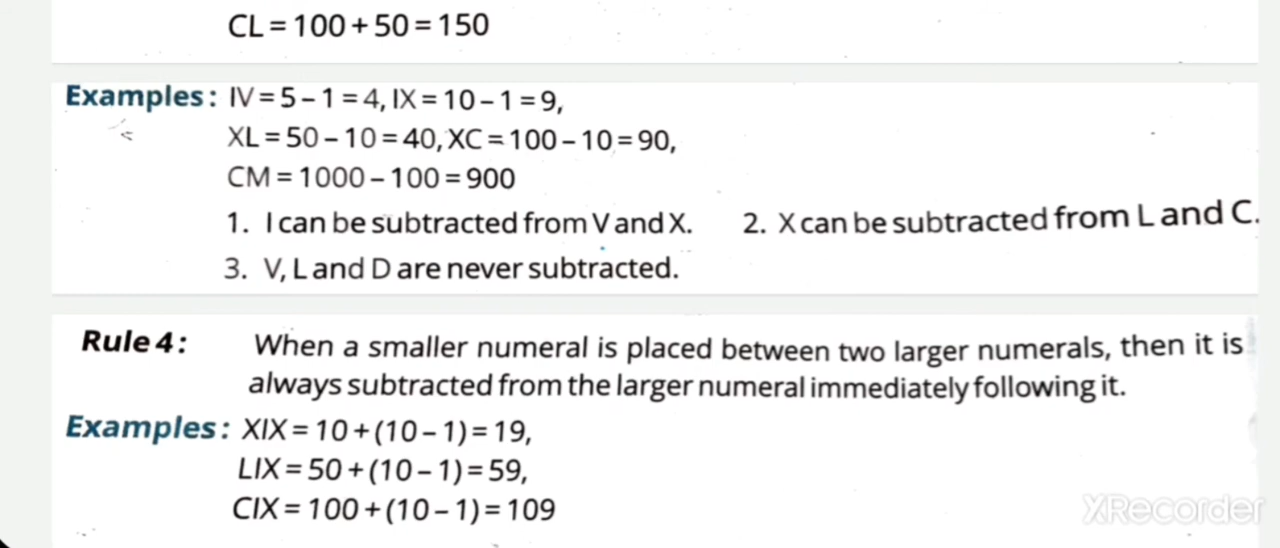 CL = 100 + 50 = 150
Examples: IV = 5 – 1 = 4, IX = 10 – 1 = 9,
XL = 50 – 10 = 40, XC = 100 – 10 = 90,
CM = 1000 – 100 = 900
1. I can be subtracted from V and X. 2. X can be subtracted from L and C.
3. V, L and D are never subtracted.
Rule 4: When a smaller numeral is placed between two larger numerals, then it is
always subtracted from the larger numeral immediately following it.
Examples: XIX = 10 + (10 – 1) = 19,
LIX = 50 + (10 – 1) = 59,
CIX = 100 + (10 – 1) = 109
XRecorder